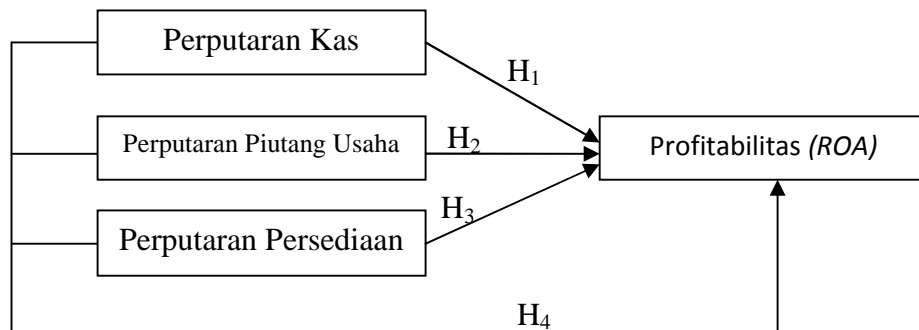 Perputaran Kas
H₁
Perputaran Piutang Usaha
H₂
Profitabilitas (ROA)
H₃
Perputaran Persediaan
H₄